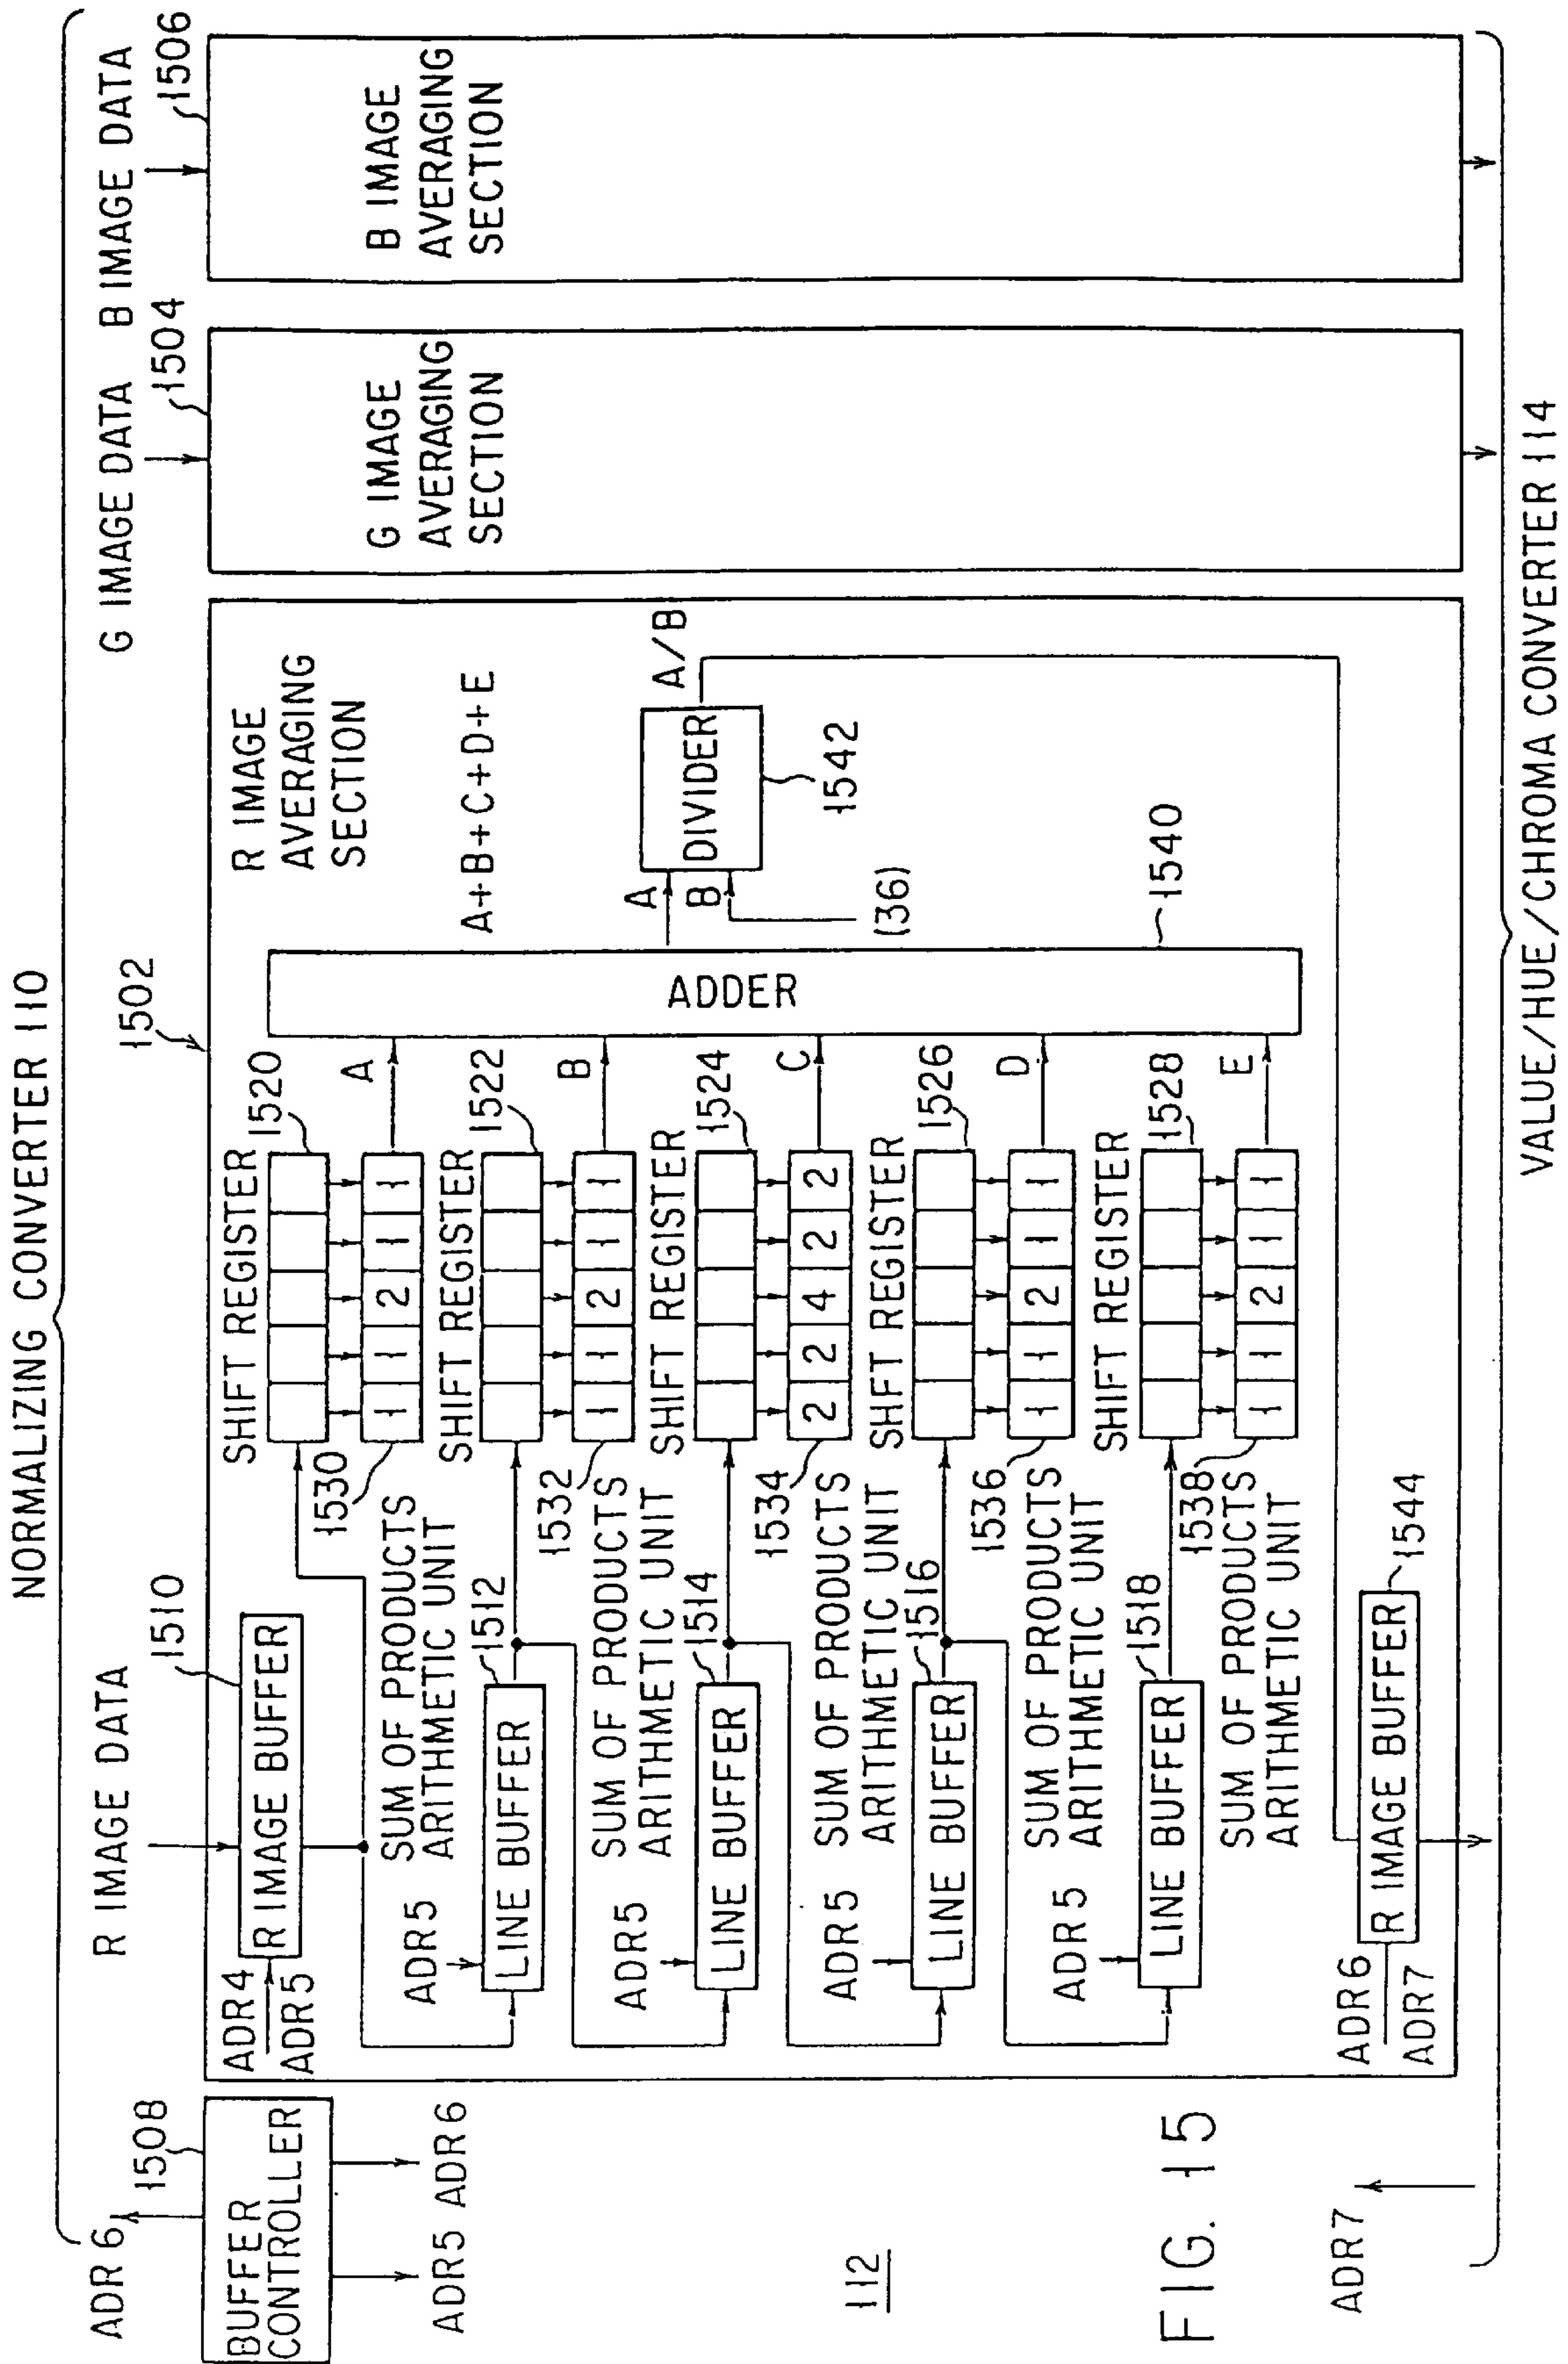 NORMALIZING CONVERTER 110
ADR 6
1508
BUFFER
CONTROLLER
ADR5 ADR6
R IMAGE DATA
G IMAGE DATA
B IMAGE DATA
1502
1504
1506
R IMAGE
AVERAGING
SECTION
G IMAGE
AVERAGING
SECTION
B IMAGE
AVERAGING
SECTION
ADR4
ADR5
R IMAGE BUFFER
1510
SHIFT REGISTER
1520
1 1 2 1 1
1530
A
SUM OF PRODUCTS
ARITHMETIC UNIT
ADR5
LINE BUFFER
1512
SHIFT REGISTER
1522
1 1 2 1 1
1532
B
SUM OF PRODUCTS
ARITHMETIC UNIT
ADR5
LINE BUFFER
1514
SHIFT REGISTER
1524
2 2 4 2 2
1534
C
SUM OF PRODUCTS
ARITHMETIC UNIT
ADR5
LINE BUFFER
1516
SHIFT REGISTER
1526
1 1 2 1 1
1536
D
SUM OF PRODUCTS
ARITHMETIC UNIT
ADR5
LINE BUFFER
1518
SHIFT REGISTER
1528
1 1 2 1 1
1538
E
SUM OF PRODUCTS
ARITHMETIC UNIT
ADDER
1540
A+B+C+D+E
A
B
DIVIDER
A/B
1542
(36)
ADR6
ADR7
R IMAGE BUFFER
1544
112
FIG. 15
ADR7
VALUE/HUE/CHROMA CONVERTER 114